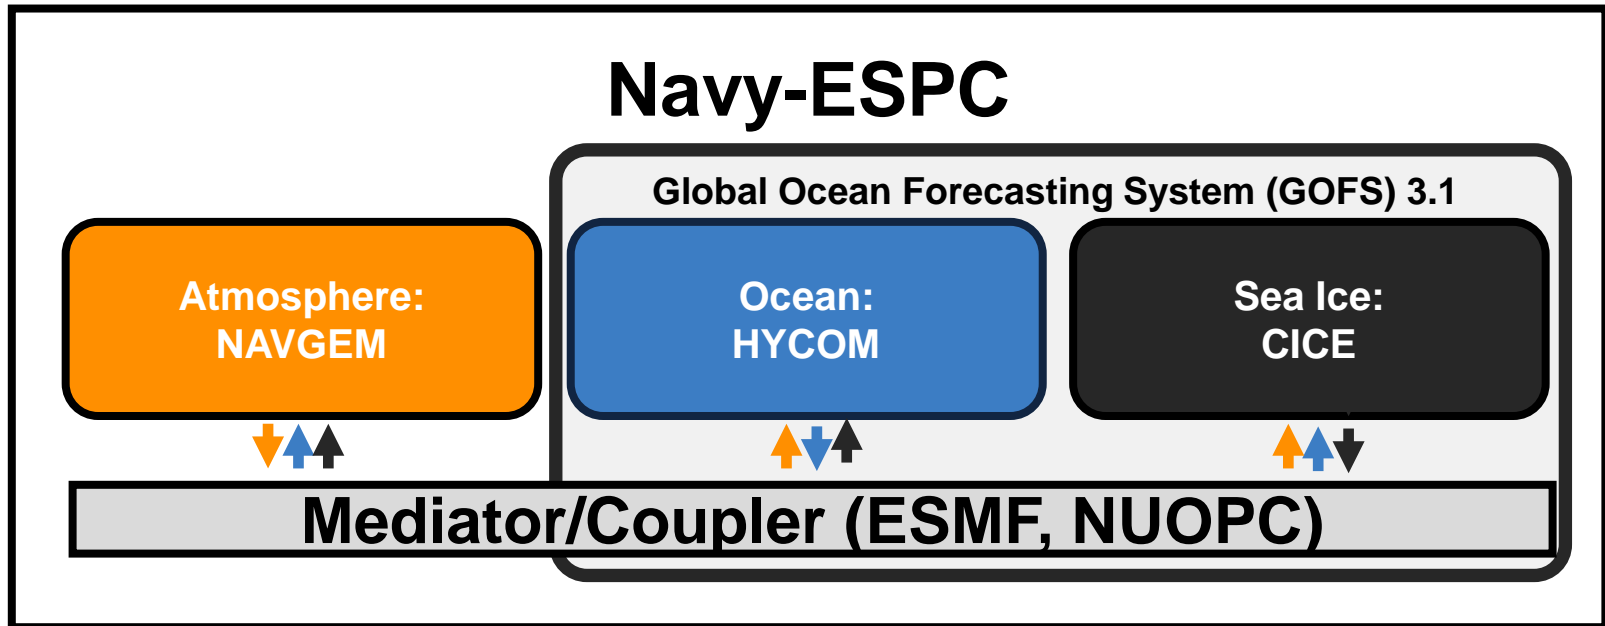 Navy-ESPC
Global Ocean Forecasting System (GOFS) 3.1
Atmosphere:
NAVGEM
Ocean:
HYCOM
Sea Ice:
CICE
Mediator/Coupler (ESMF, NUOPC)